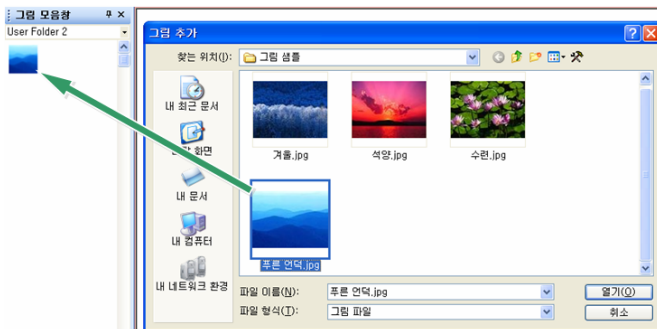 그림 모음창
User Folder 2
그림 추가
찾는 위치(I):
그림 샘플
내 최근 문서
화면
내 문서
내 컴퓨터
내 네트워크 환경
겨울.jpg
석양.jpg
수련.jpg
푸른 언덕.jpg
파일 이름(N):
푸른 언덕.jpg
열기(O)
파일 형식(T):
그림 파일
취소